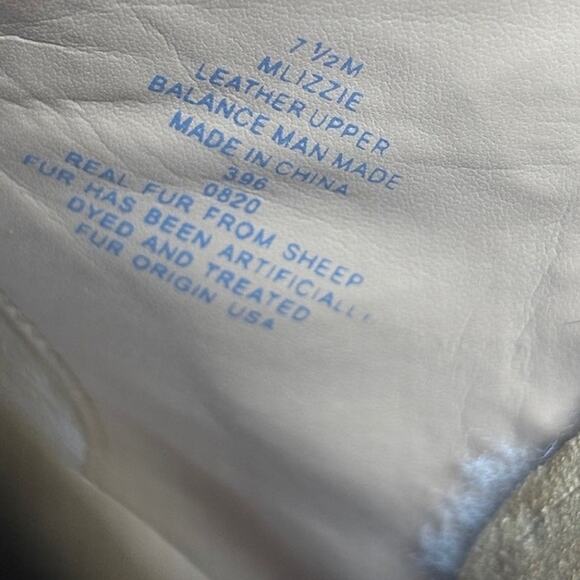 7 ½ M
MLIZZIE
LEATHER UPPER
BALANCE MAN MADE
MADE IN CHINA
396
0820
REAL FUR FROM SHEEP
FUR HAS BEEN ARTIFICIALLY
DYED AND TREATED
FUR ORIGIN USA